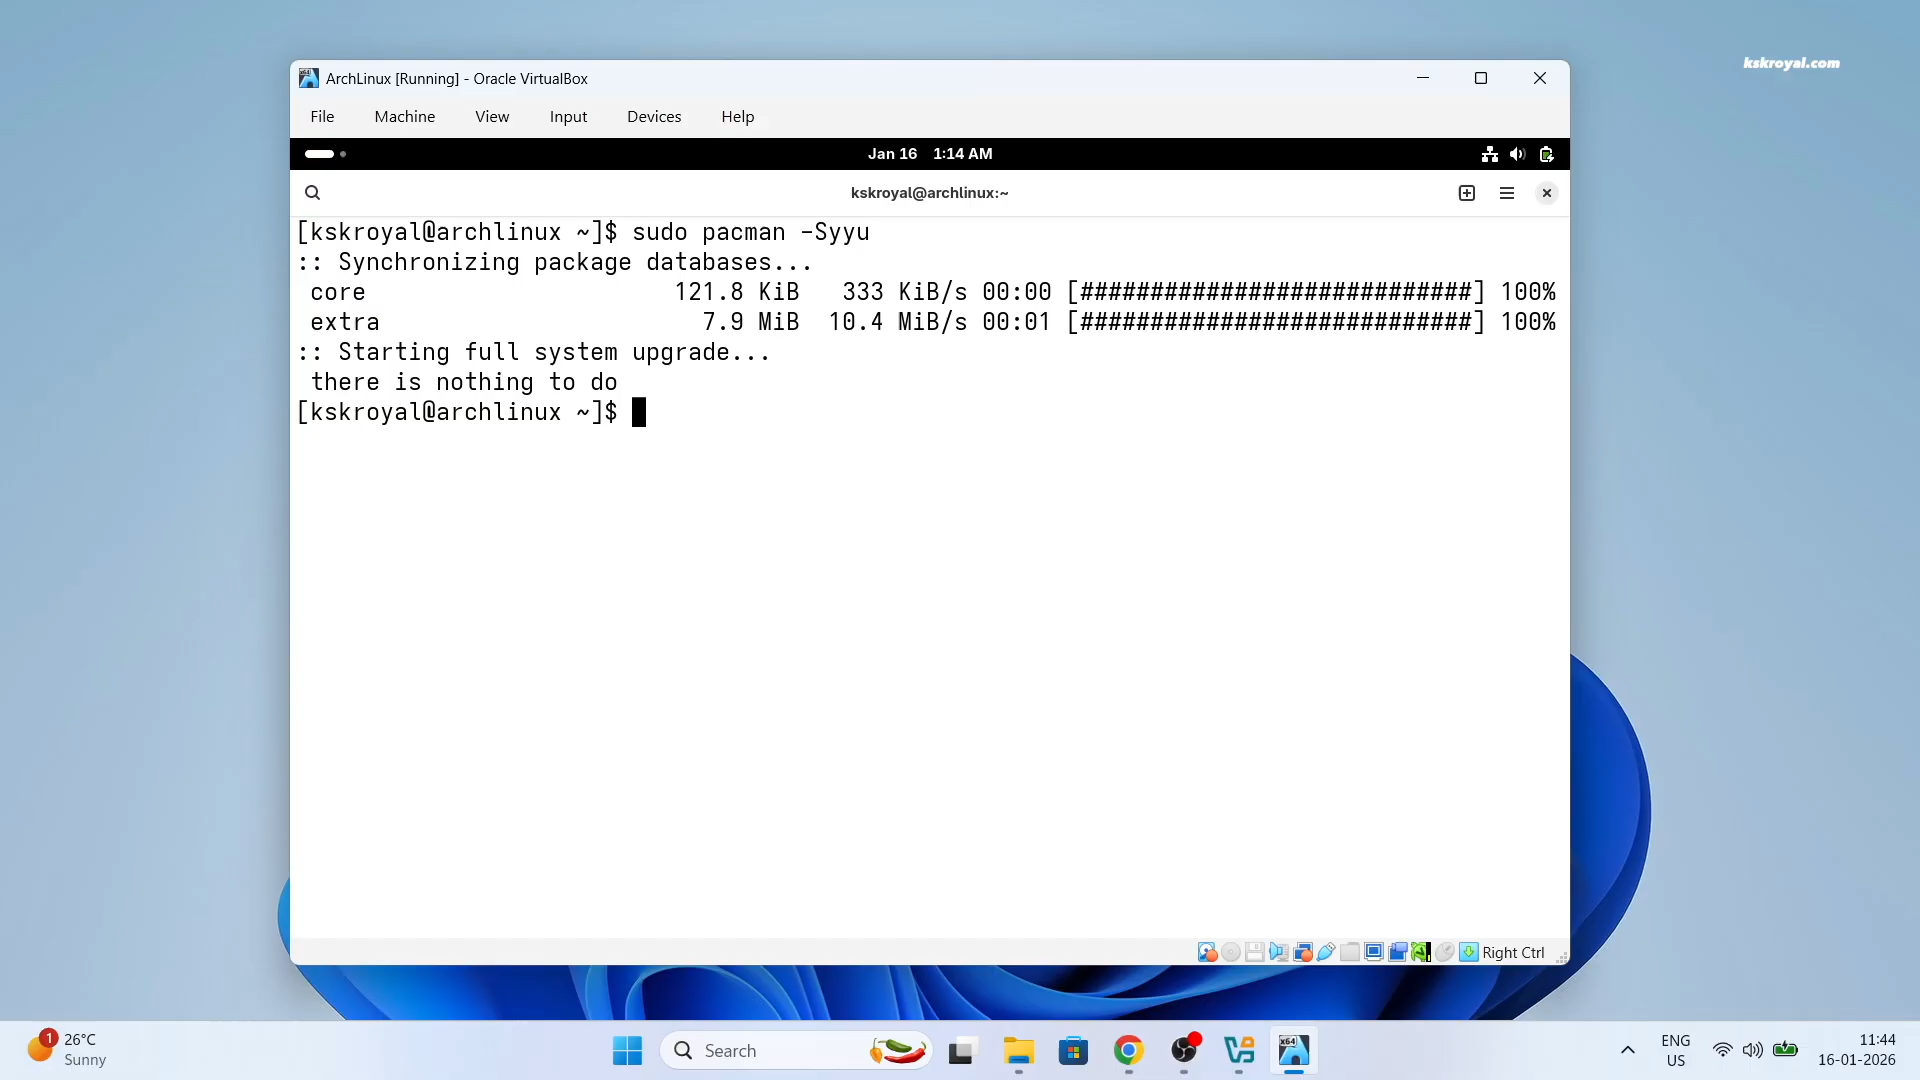 kskroyal.com
ArchLinux [Running] - Oracle VirtualBox
File Machine View Input Devices Help
Jan 16 1:14 AM
kskroyal@archlinux:~
[kskroyal@archlinux ~]$ sudo pacman -Syyu
:: Synchronizing package databases...
core 121.8 KiB 333 KiB/s 00:00 [############################] 100%
extra 7.9 MiB 10.4 MiB/s 00:01 [############################] 100%
:: Starting full system upgrade...
there is nothing to do
[kskroyal@archlinux ~]$
Right Ctrl
1
26°C
Sunny
Search
x64
ENG
US
11:44
16-01-2026